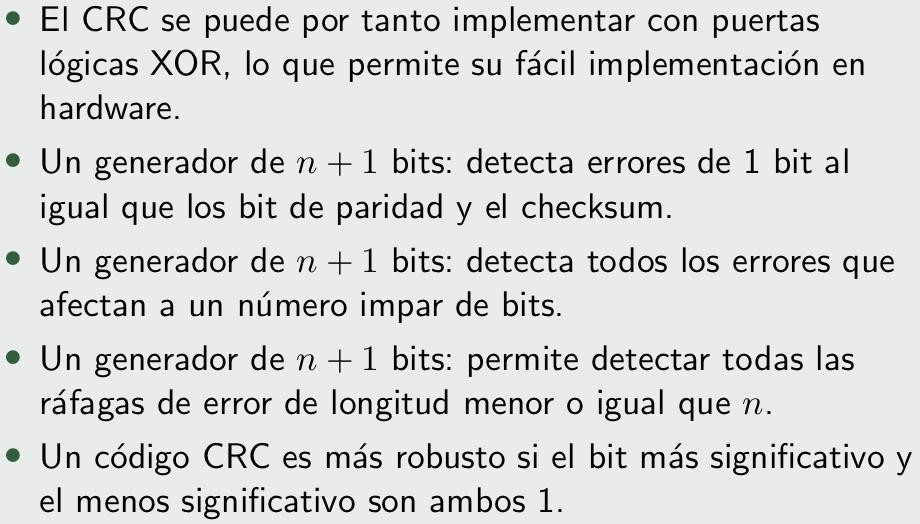 • El CRC se puede por tanto implementar con puertas
lógicas XOR, lo que permite su fácil implementación en
hardware.
• Un generador de n + 1 bits: detecta errores de 1 bit al
igual que los bit de paridad y el checksum.
• Un generador de n + 1 bits: detecta todos los errores que
afectan a un número impar de bits.
• Un generador de n + 1 bits: permite detectar todas las
ráfagas de error de longitud menor o igual que n.
• Un código CRC es más robusto si el bit más significativo y
el menos significativo son ambos 1.